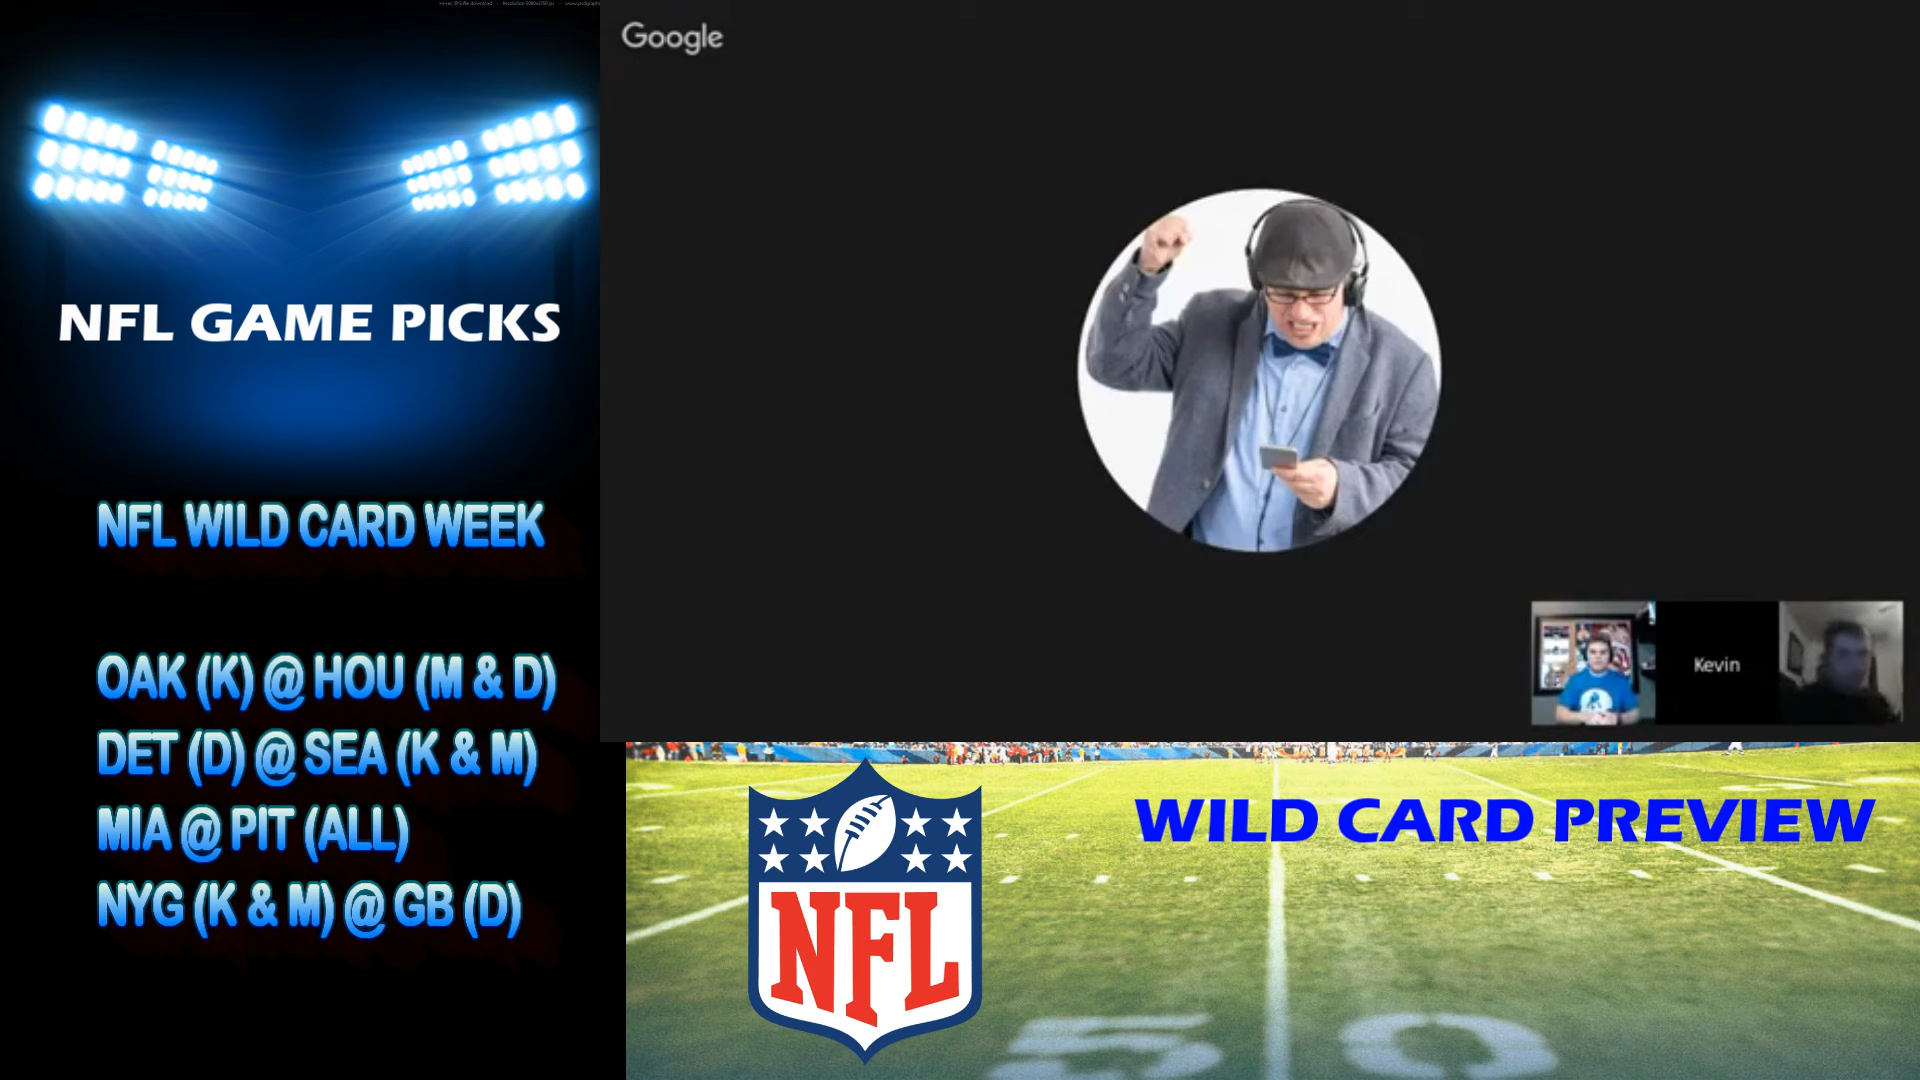 NFL GAME PICKS
NFL WILD CARD WEEK
OAK (K) @ HOU (M & D)
DET (D) @ SEA (K & M)
MIA @ PIT (ALL)
NYG (K & M) @ GB (D)
Google
Kevin
WILD CARD PREVIEW
NFL
50